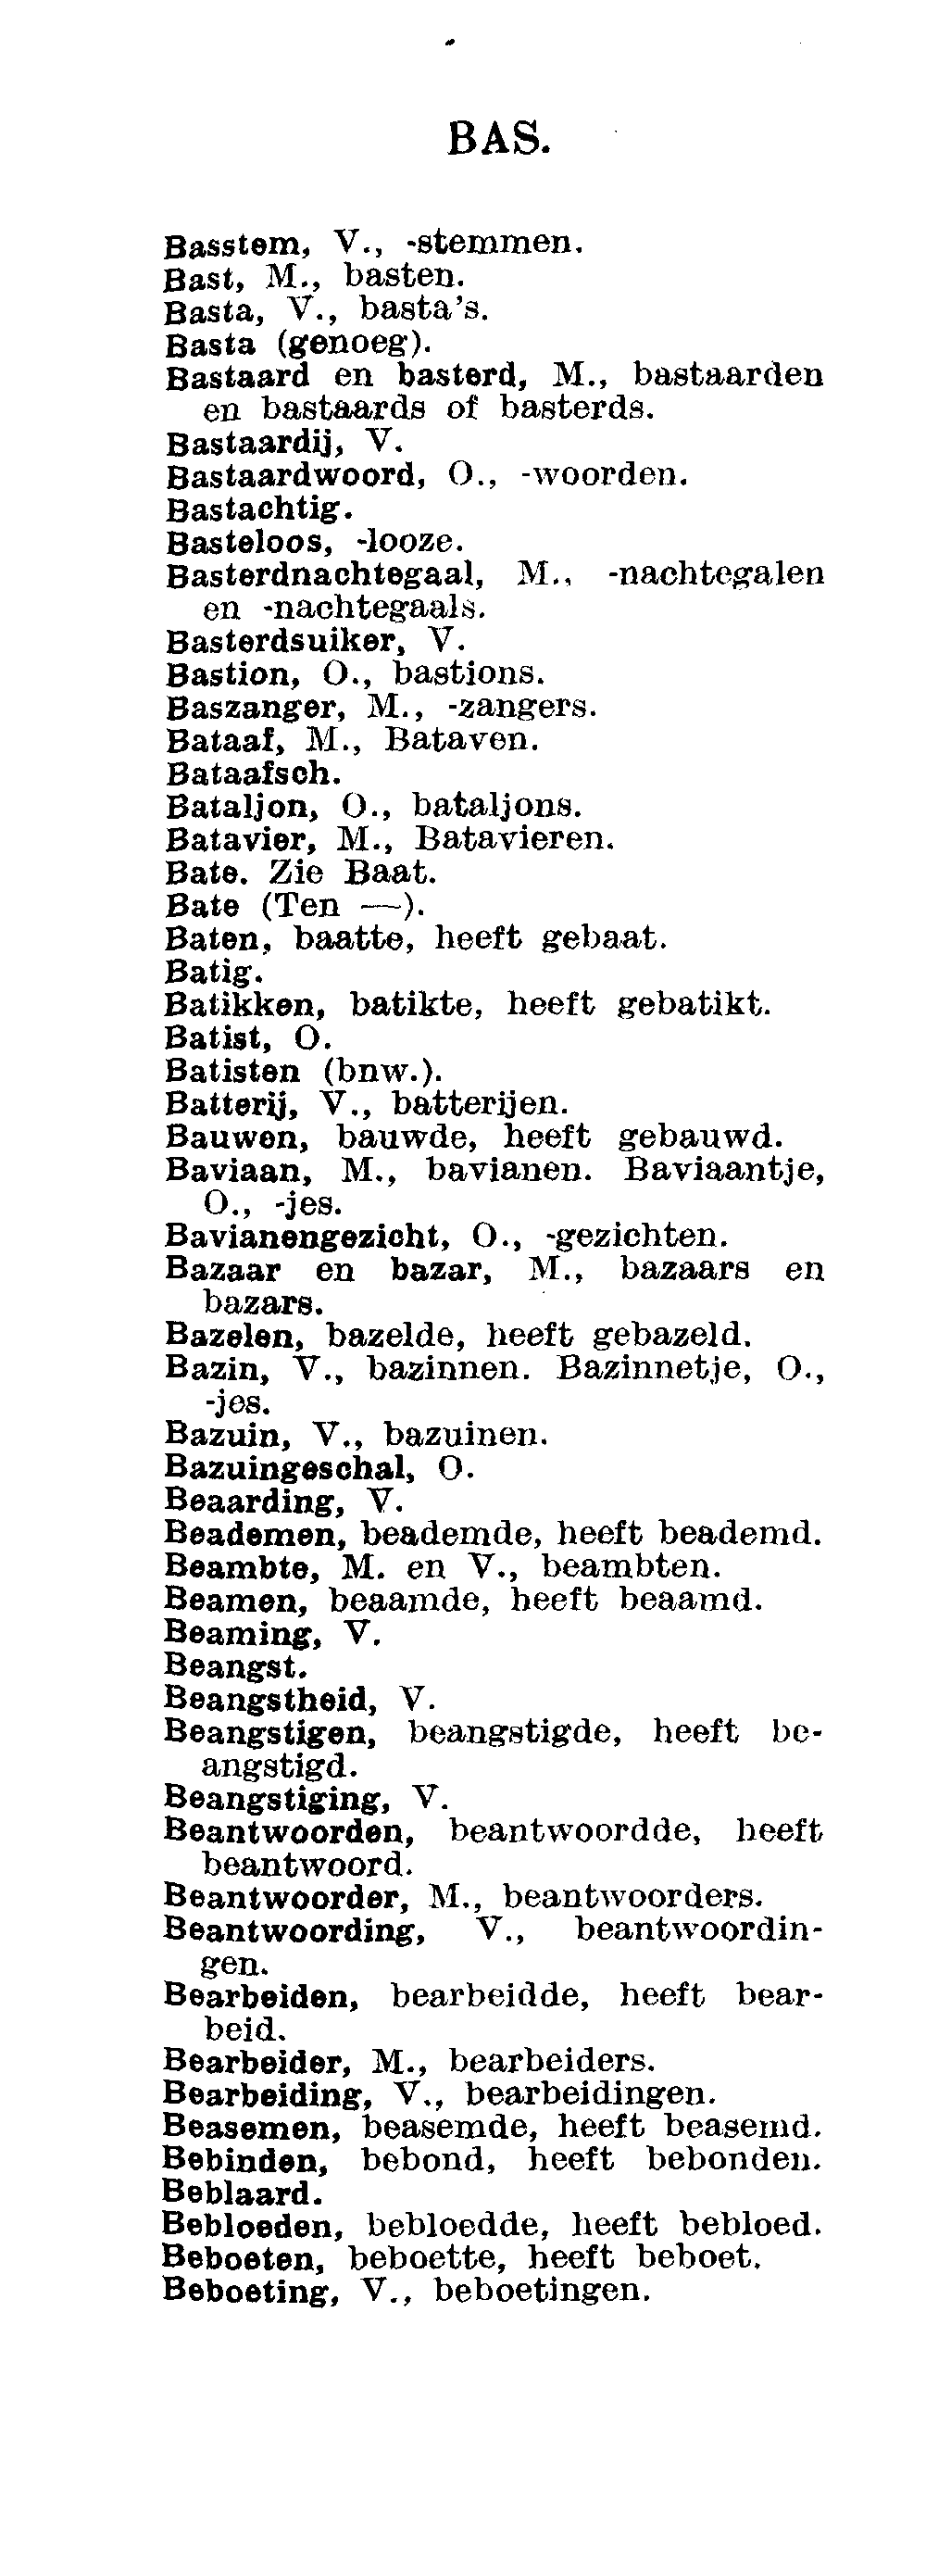 BAS.
Basstem, V., -stemmen.
Bast, M., basten.
Basta, V., basta's.
Basta (genoeg).
Bastaard en basterd, M., bastaarden
en bastaards of basterds.
Bastaardij, V.
Bastaardwoord, O., -woorden.
Bastachtig.
Basteloos, -looze.
Basterdnachtegaal, M., -nachtegalen
en -nachtegaals.
Basterdsuiker, V.
Bastion, O., bastions.
Baszanger, M., -zangers.
Bataaf, M., Bataven.
Bataafsch.
Bataljon, O., bataljons.
Batavier, M., Batavieren.
Bate. Zie Baat.
Bate (Ten —).
Baten, baatte, heeft gebaat.
Batig.
Batikken, batikte, heeft gebatikt.
Batist, O.
Batisten (bnw.).
Batterij, V., batterijen.
Bauwen, bauwde, heeft gebauwd.
Baviaan, M., bavianen. Baviaantje,
O., -jes.
Bavianengezicht, O., -gezichten.
Bazaar en bazar, M., bazaars en
bazars.
Bazelen, bazelde, heeft gebazeld.
Bazin, V., bazinnen. Bazinnetje, O.,
-jes.
Bazuin, V., bazuinen.
Bazuingeschal, O.
Beaarding, V.
Beademen, beademde, heeft beademd.
Beambte, M. en V., beambten.
Beamen, beaamde, heeft beaamd.
Beaming, V.
Beangst.
Beangstheid, V.
Beangstigen, beangstigde, heeft be-
angstigd.
Beangstiging, V.
Beantwoorden, beantwoordde, heeft
beantwoord.
Beantwoorder, M., beantwoorders.
Beantwoording, V., beantwoordin-
gen.
Bearbeiden, bearbeidde, heeft bear-
beid.
Bearbeider, M., bearbeiders.
Bearbeiding, V., bearbeidingen.
Beasemen, beasemde, heeft beasemd.
Bebinden, bebond, heeft bebonden.
Beblaard.
Bebloeden, bebloedde, heeft bebloed.
Beboeten, beboette, heeft beboet.
Beboeting, V., beboetingen.